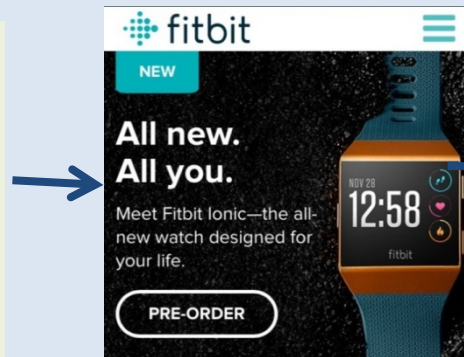 fitbit
NEW
All new.
All you.
Meet Fitbit Ionic—the all-
new watch designed for
your life.
PRE-ORDER
NOV 28
12:58
fitbit